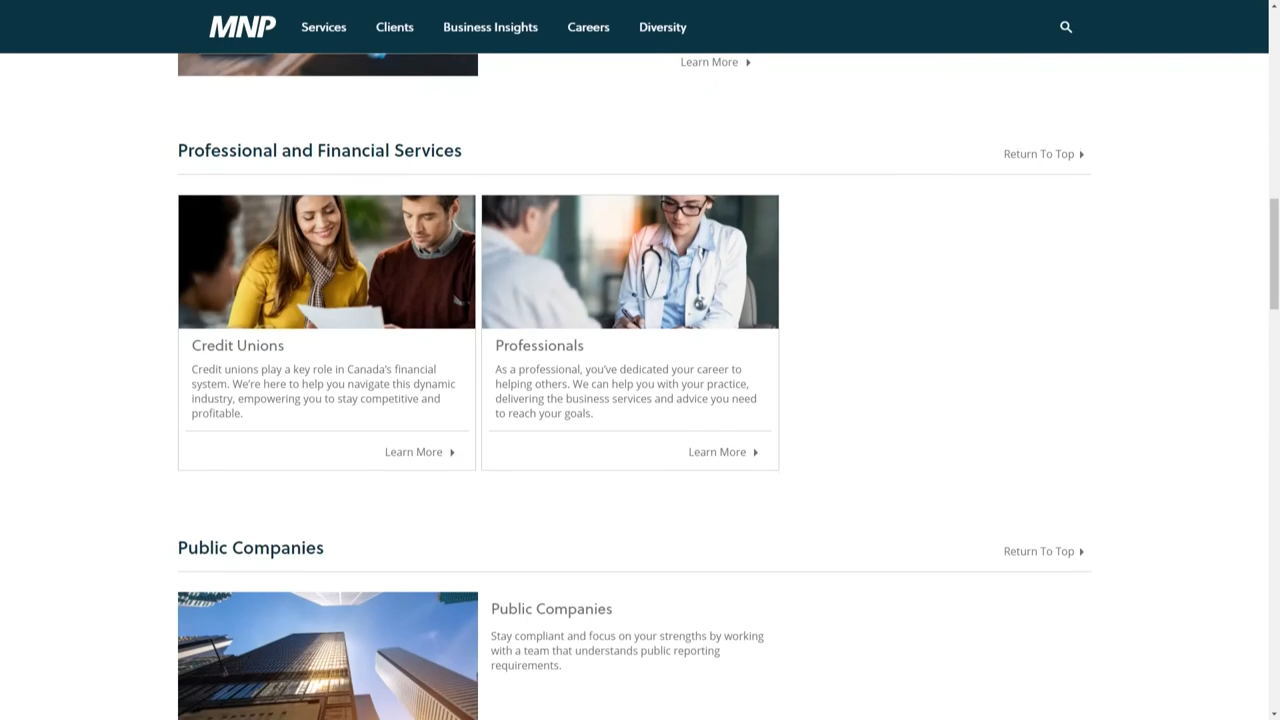 MNP Services Clients Business Insights Careers Diversity
Learn More
Professional and Financial Services
Return To Top
Credit Unions
Credit unions play a key role in Canada's financial
system. We're here to help you navigate this dynamic
industry, empowering you to stay competitive and
profitable.
Learn More
Professionals
As a professional, you've dedicated your career to
helping others. We can help you with your practice,
delivering the business services and advice you need
to reach your goals.
Learn More
Public Companies
Return To Top
Public Companies
Stay compliant and focus on your strengths by working
with a team that understands public reporting
requirements.